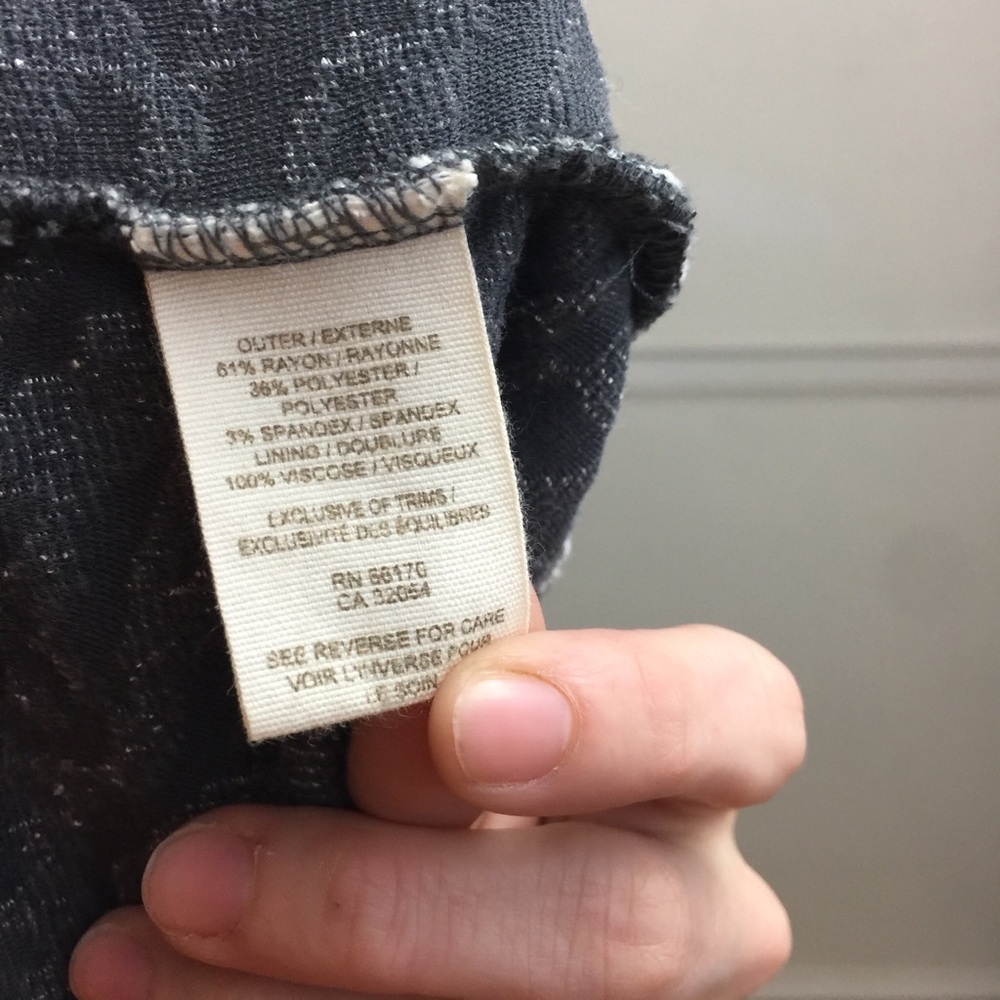 OUTER / EXTERNE
61% RAYON / RAYONNE
36% POLYESTER /
POLYESTER
3% SPANDEX / SPANDEX
LINING / DOUBLURE
100% VISCOSE / VISQUEUX
EXCLUSIVE OF TRIMS /
EXCLUSIVITÉ DES ÉQUILIBRES
RN 66170
CA 32054
SEE REVERSE FOR CARE
VOIR L'INVERSE POUR
LE SOIN